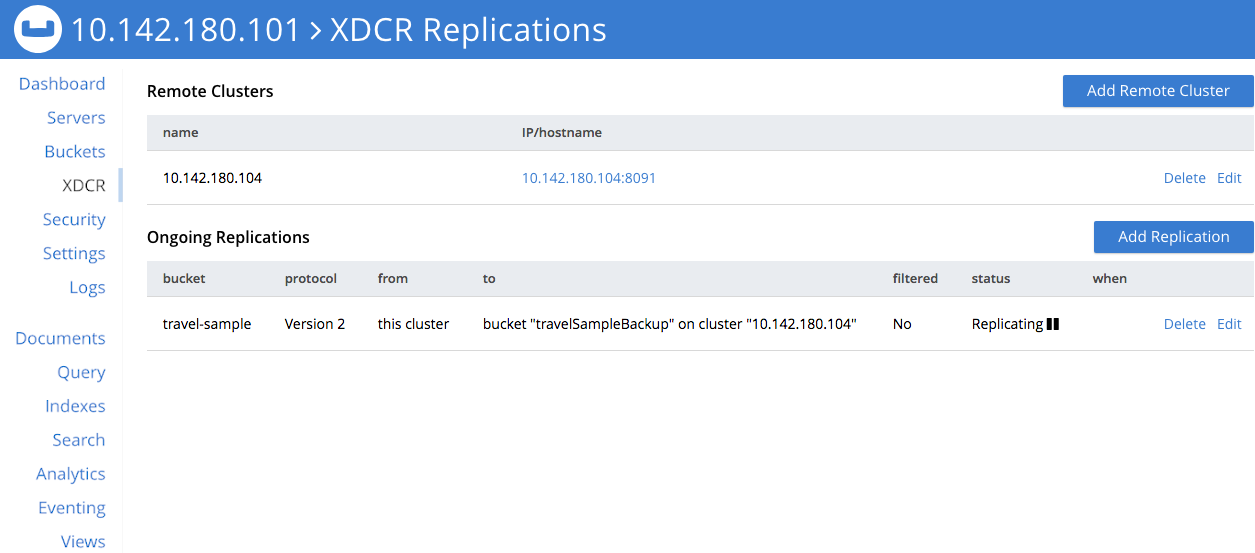 10.142.180.101 > XDCR Replications
Dashboard
Servers
Buckets
XDCR
Security
Settings
Logs
Documents
Query
Indexes
Search
Analytics
Eventing
Views
Remote Clusters Add Remote Cluster
name IP/hostname
10.142.180.104 10.142.180.104:8091 Delete Edit
Ongoing Replications Add Replication
bucket protocol from to filtered status when
travel-sample Version 2 this cluster bucket "travelSampleBackup" on cluster "10.142.180.104" No Replicating Delete Edit